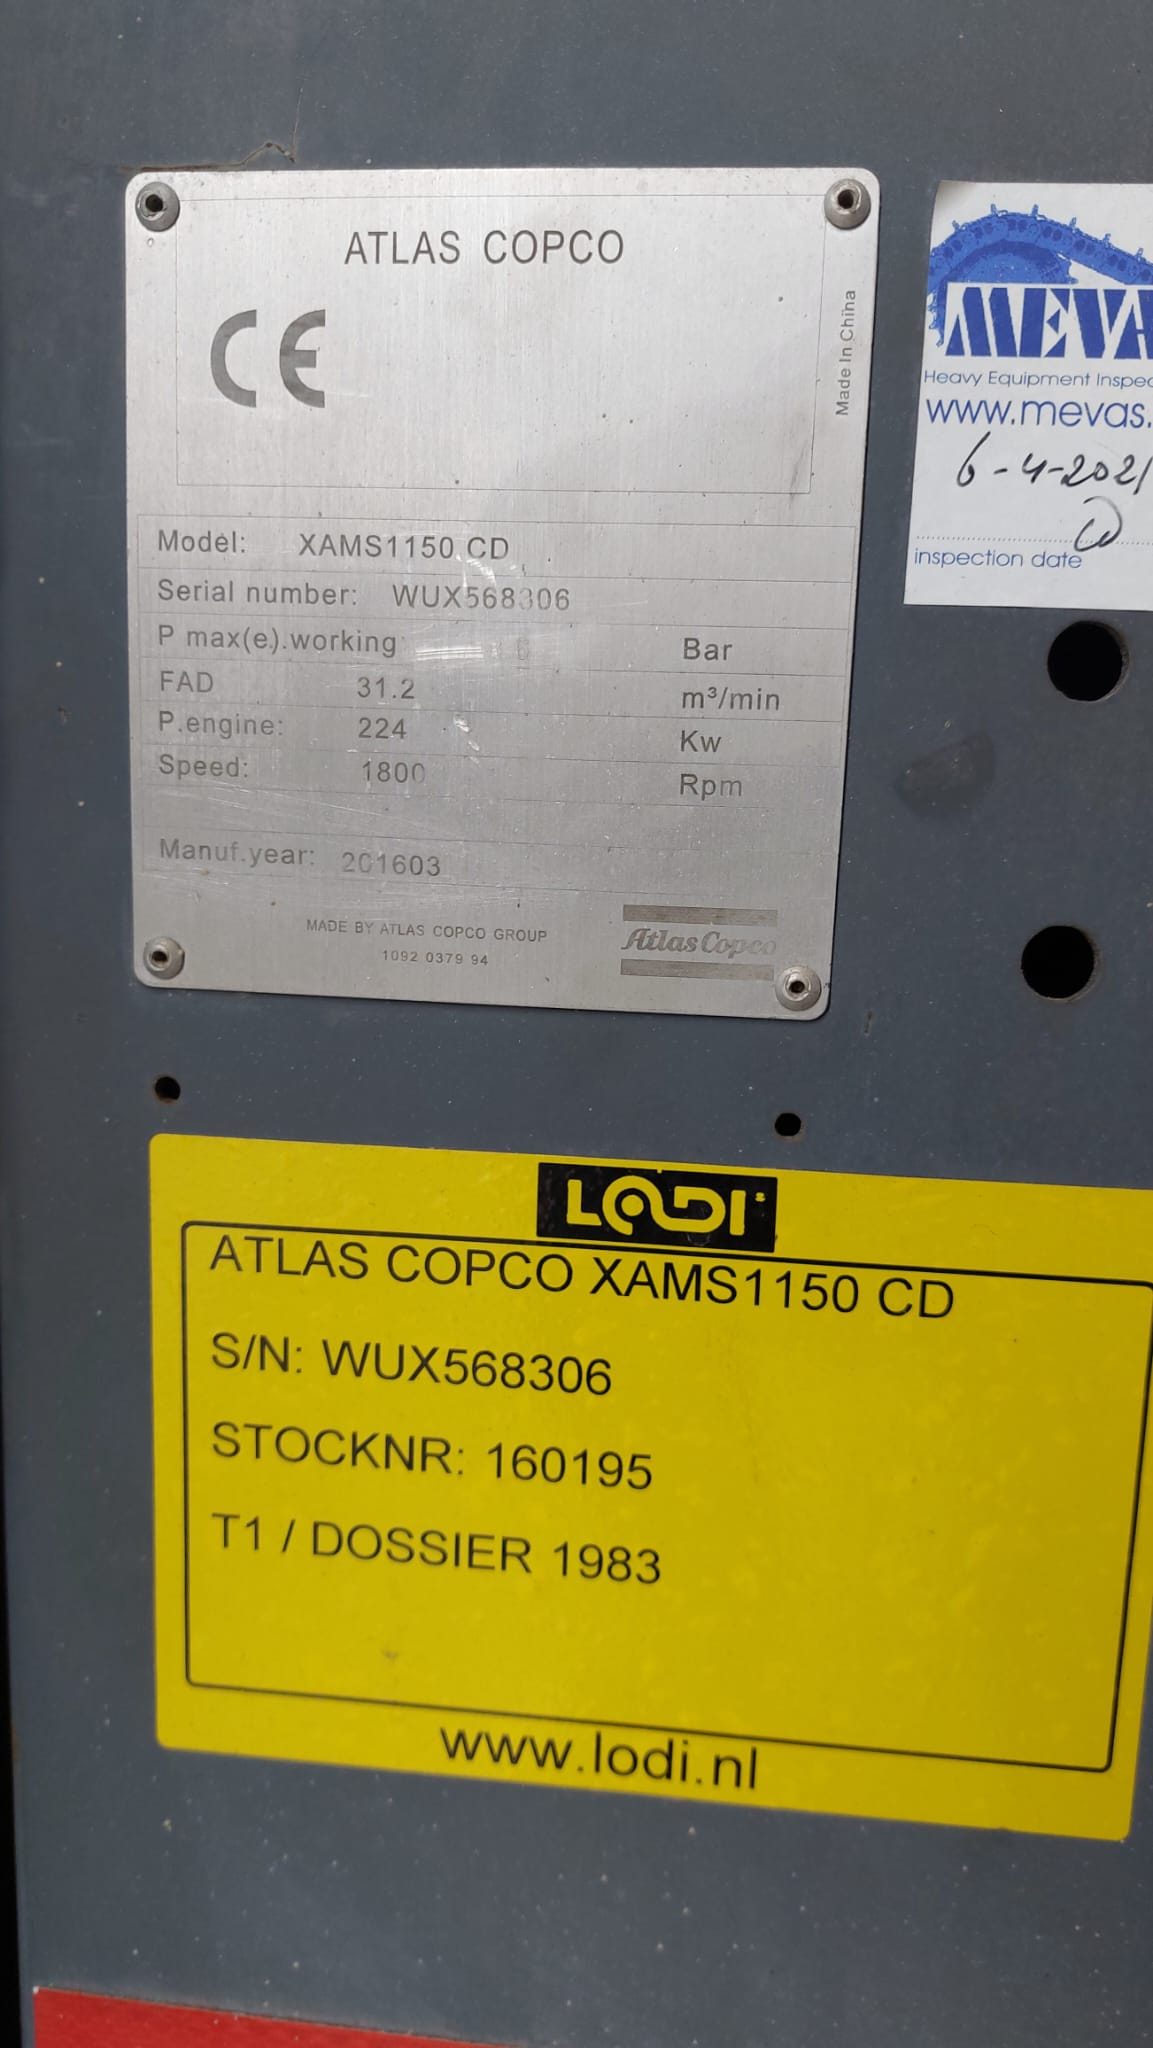 ATLAS COPCO
CE
Made In China
Model: XAMS1150 CD
Serial number: WUX568306
P max(e.).working Bar
FAD 31.2 m³/min
P.engine: 224 Kw
Speed: 1800 Rpm
Manuf.year: 201603
MADE BY ATLAS COPCO GROUP
1092 0379 94
Atlas Copco
MEVA
Heavy Equipment Inspec
www.mevas.
6-4-2021
inspection date
LODI
ATLAS COPCO XAMS1150 CD
S/N: WUX568306
STOCKNR: 160195
T1 / DOSSIER 1983
www.lodi.nl